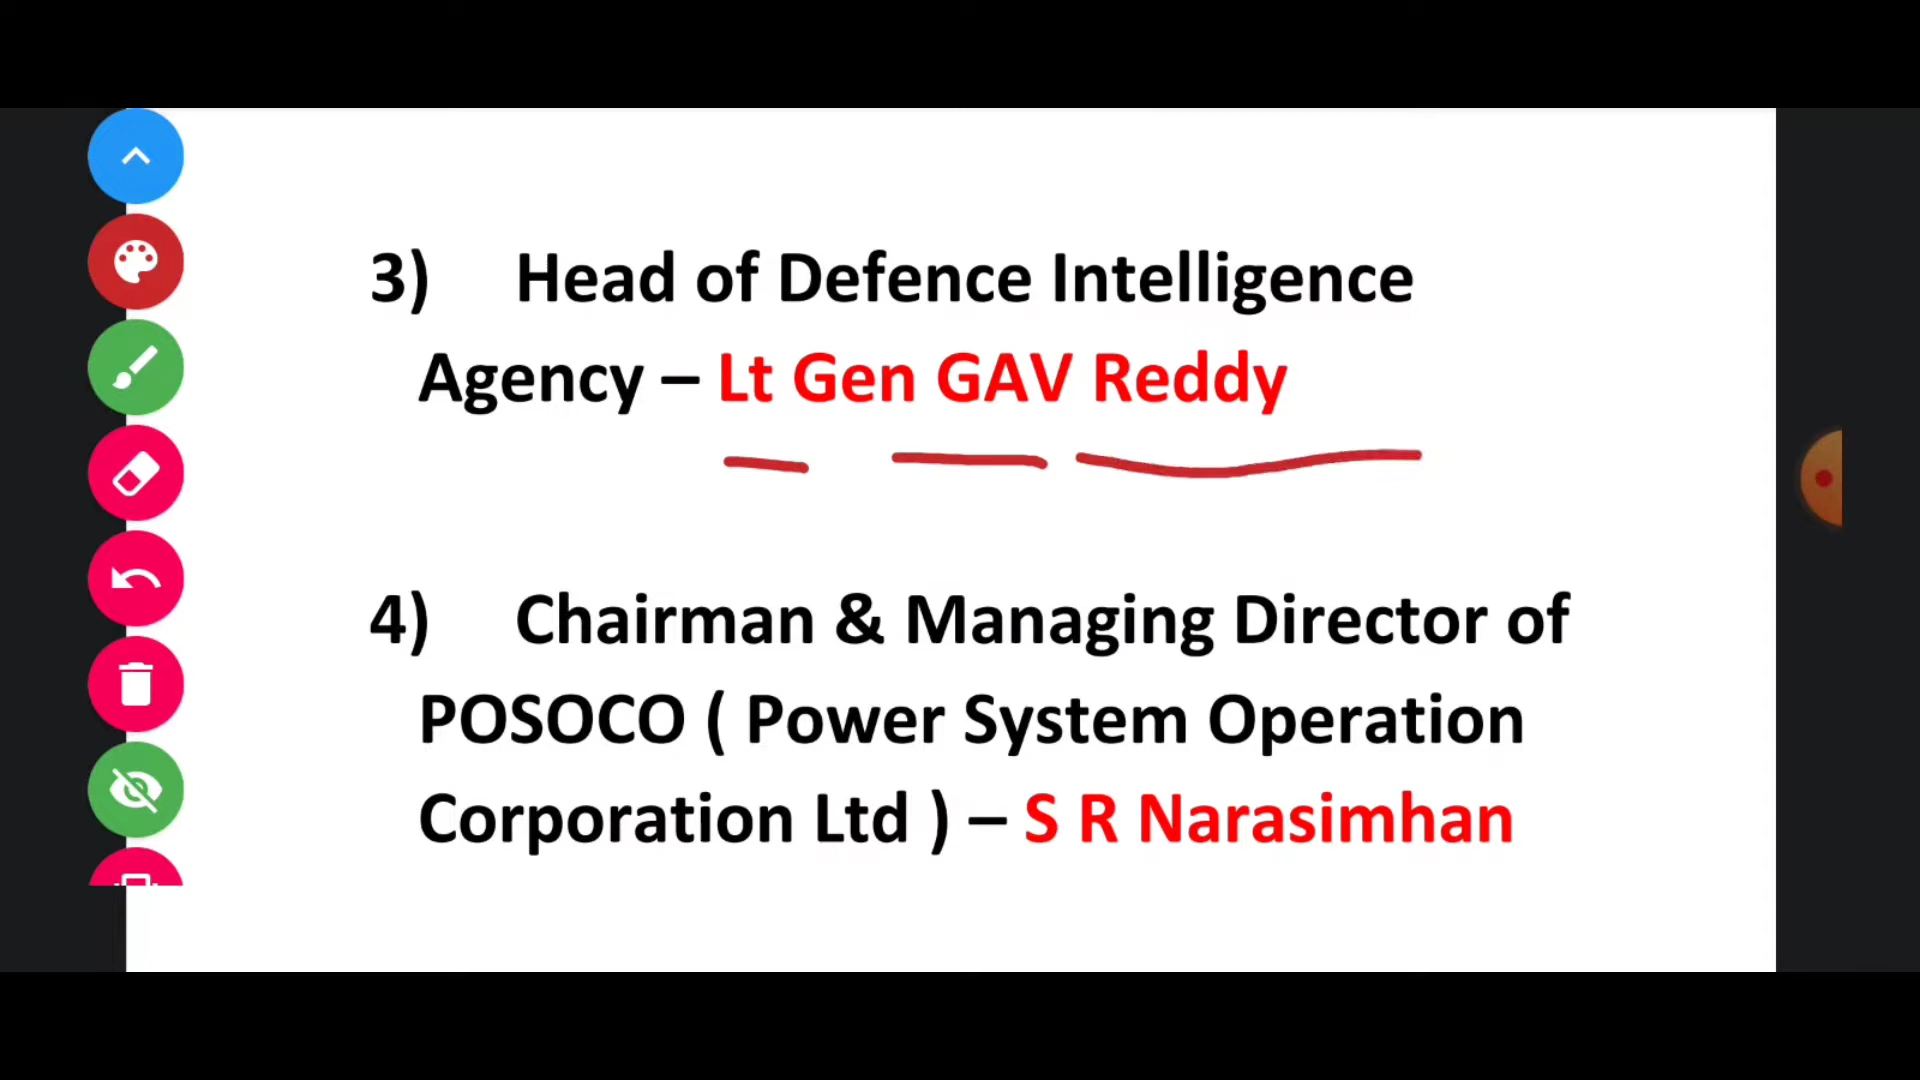 3) Head of Defence Intelligence
Agency – Lt Gen GAV Reddy
4) Chairman & Managing Director of
POSOCO ( Power System Operation
Corporation Ltd ) – S R Narasimhan